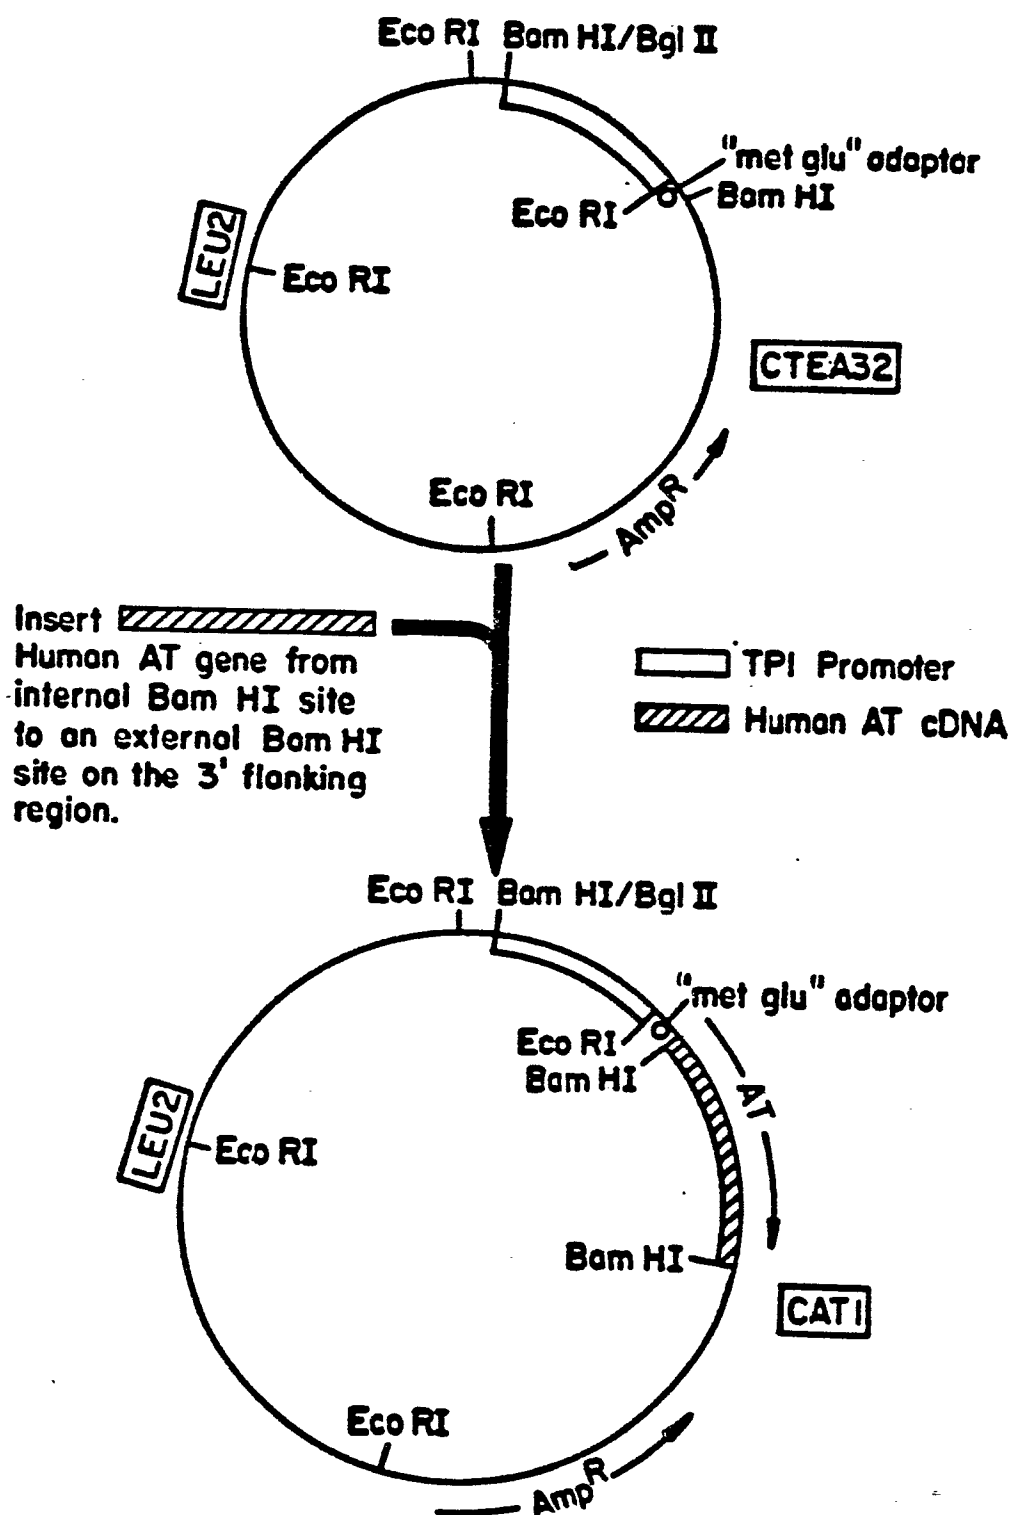 Eco RI Bam HI/Bgl II
"met glu" adaptor
Bam HI
Eco RI
LEU2
Eco RI
CTEA32
Eco RI
Amp R
Insert
Human AT gene from
internal Bam HI site
to an external Bam HI
site on the 3' flanking
region.
TPI Promoter
Human AT cDNA
Eco RI Bam HI/Bgl II
"met glu" adaptor
Eco RI
Bam HI
AT
LEU2
Eco RI
Bam HI
CAT1
Eco RI
Amp R